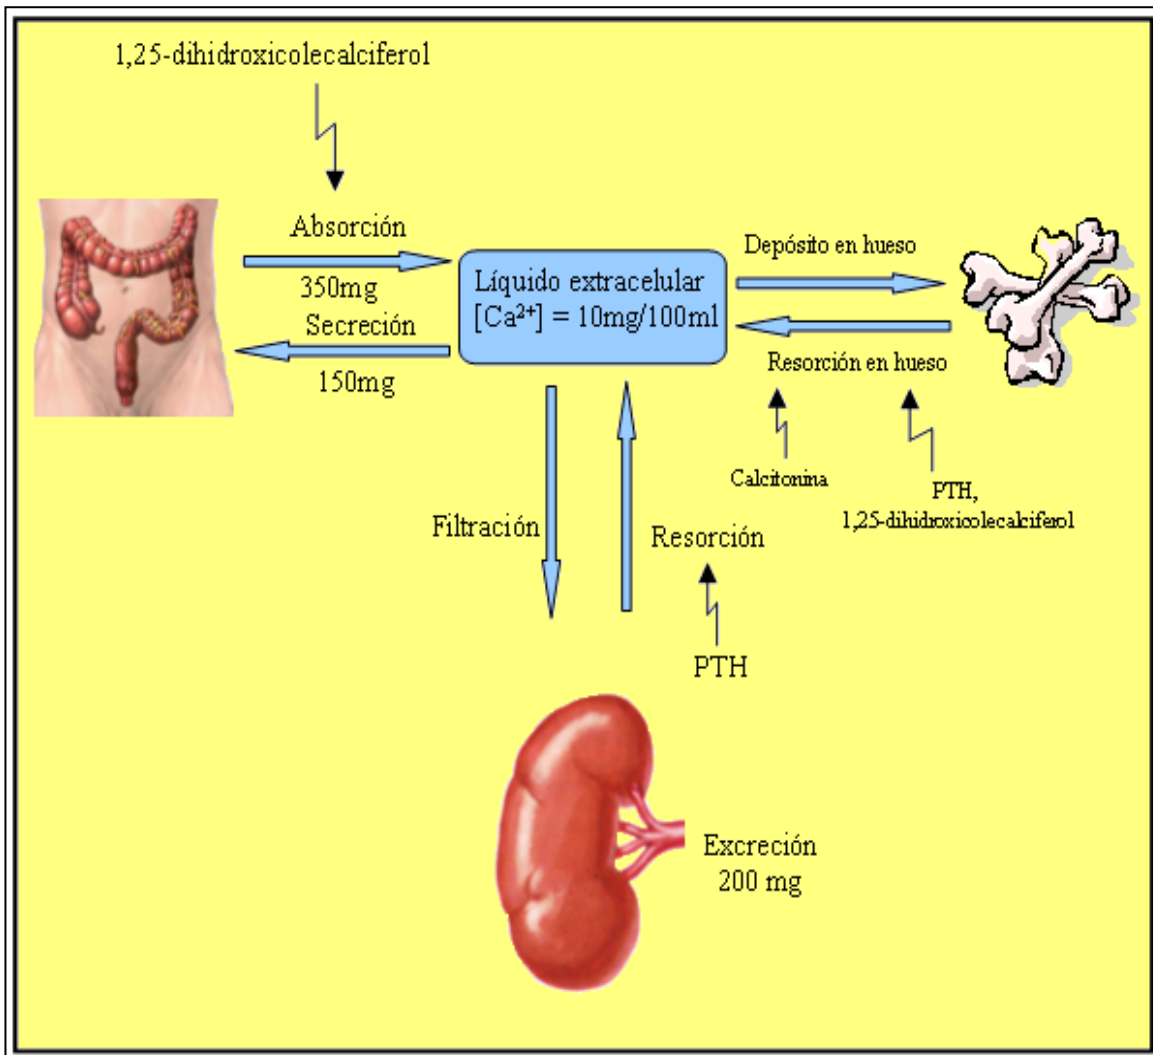 1,25-dihidroxicolecalciferol
Absorción
350mg
Secreción
150mg
Líquido extracelular
[Ca²⁺] = 10mg/100ml
Depósito en hueso
Resorción en hueso
Calcitonina
PTH,
1,25-dihidroxicolecalciferol
Filtración
Resorción
PTH
Excreción
200 mg